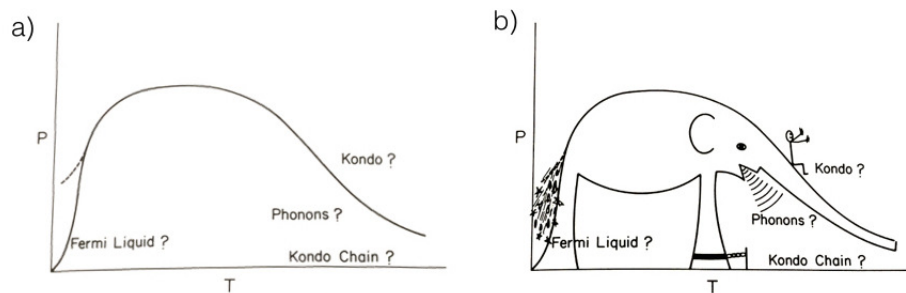 a)
P
Kondo ?
Phonons ?
Fermi Liquid ?
Kondo Chain ?
T
b)
P
Kondo ?
Phonons ?
Fermi Liquid ?
Kondo Chain ?
T